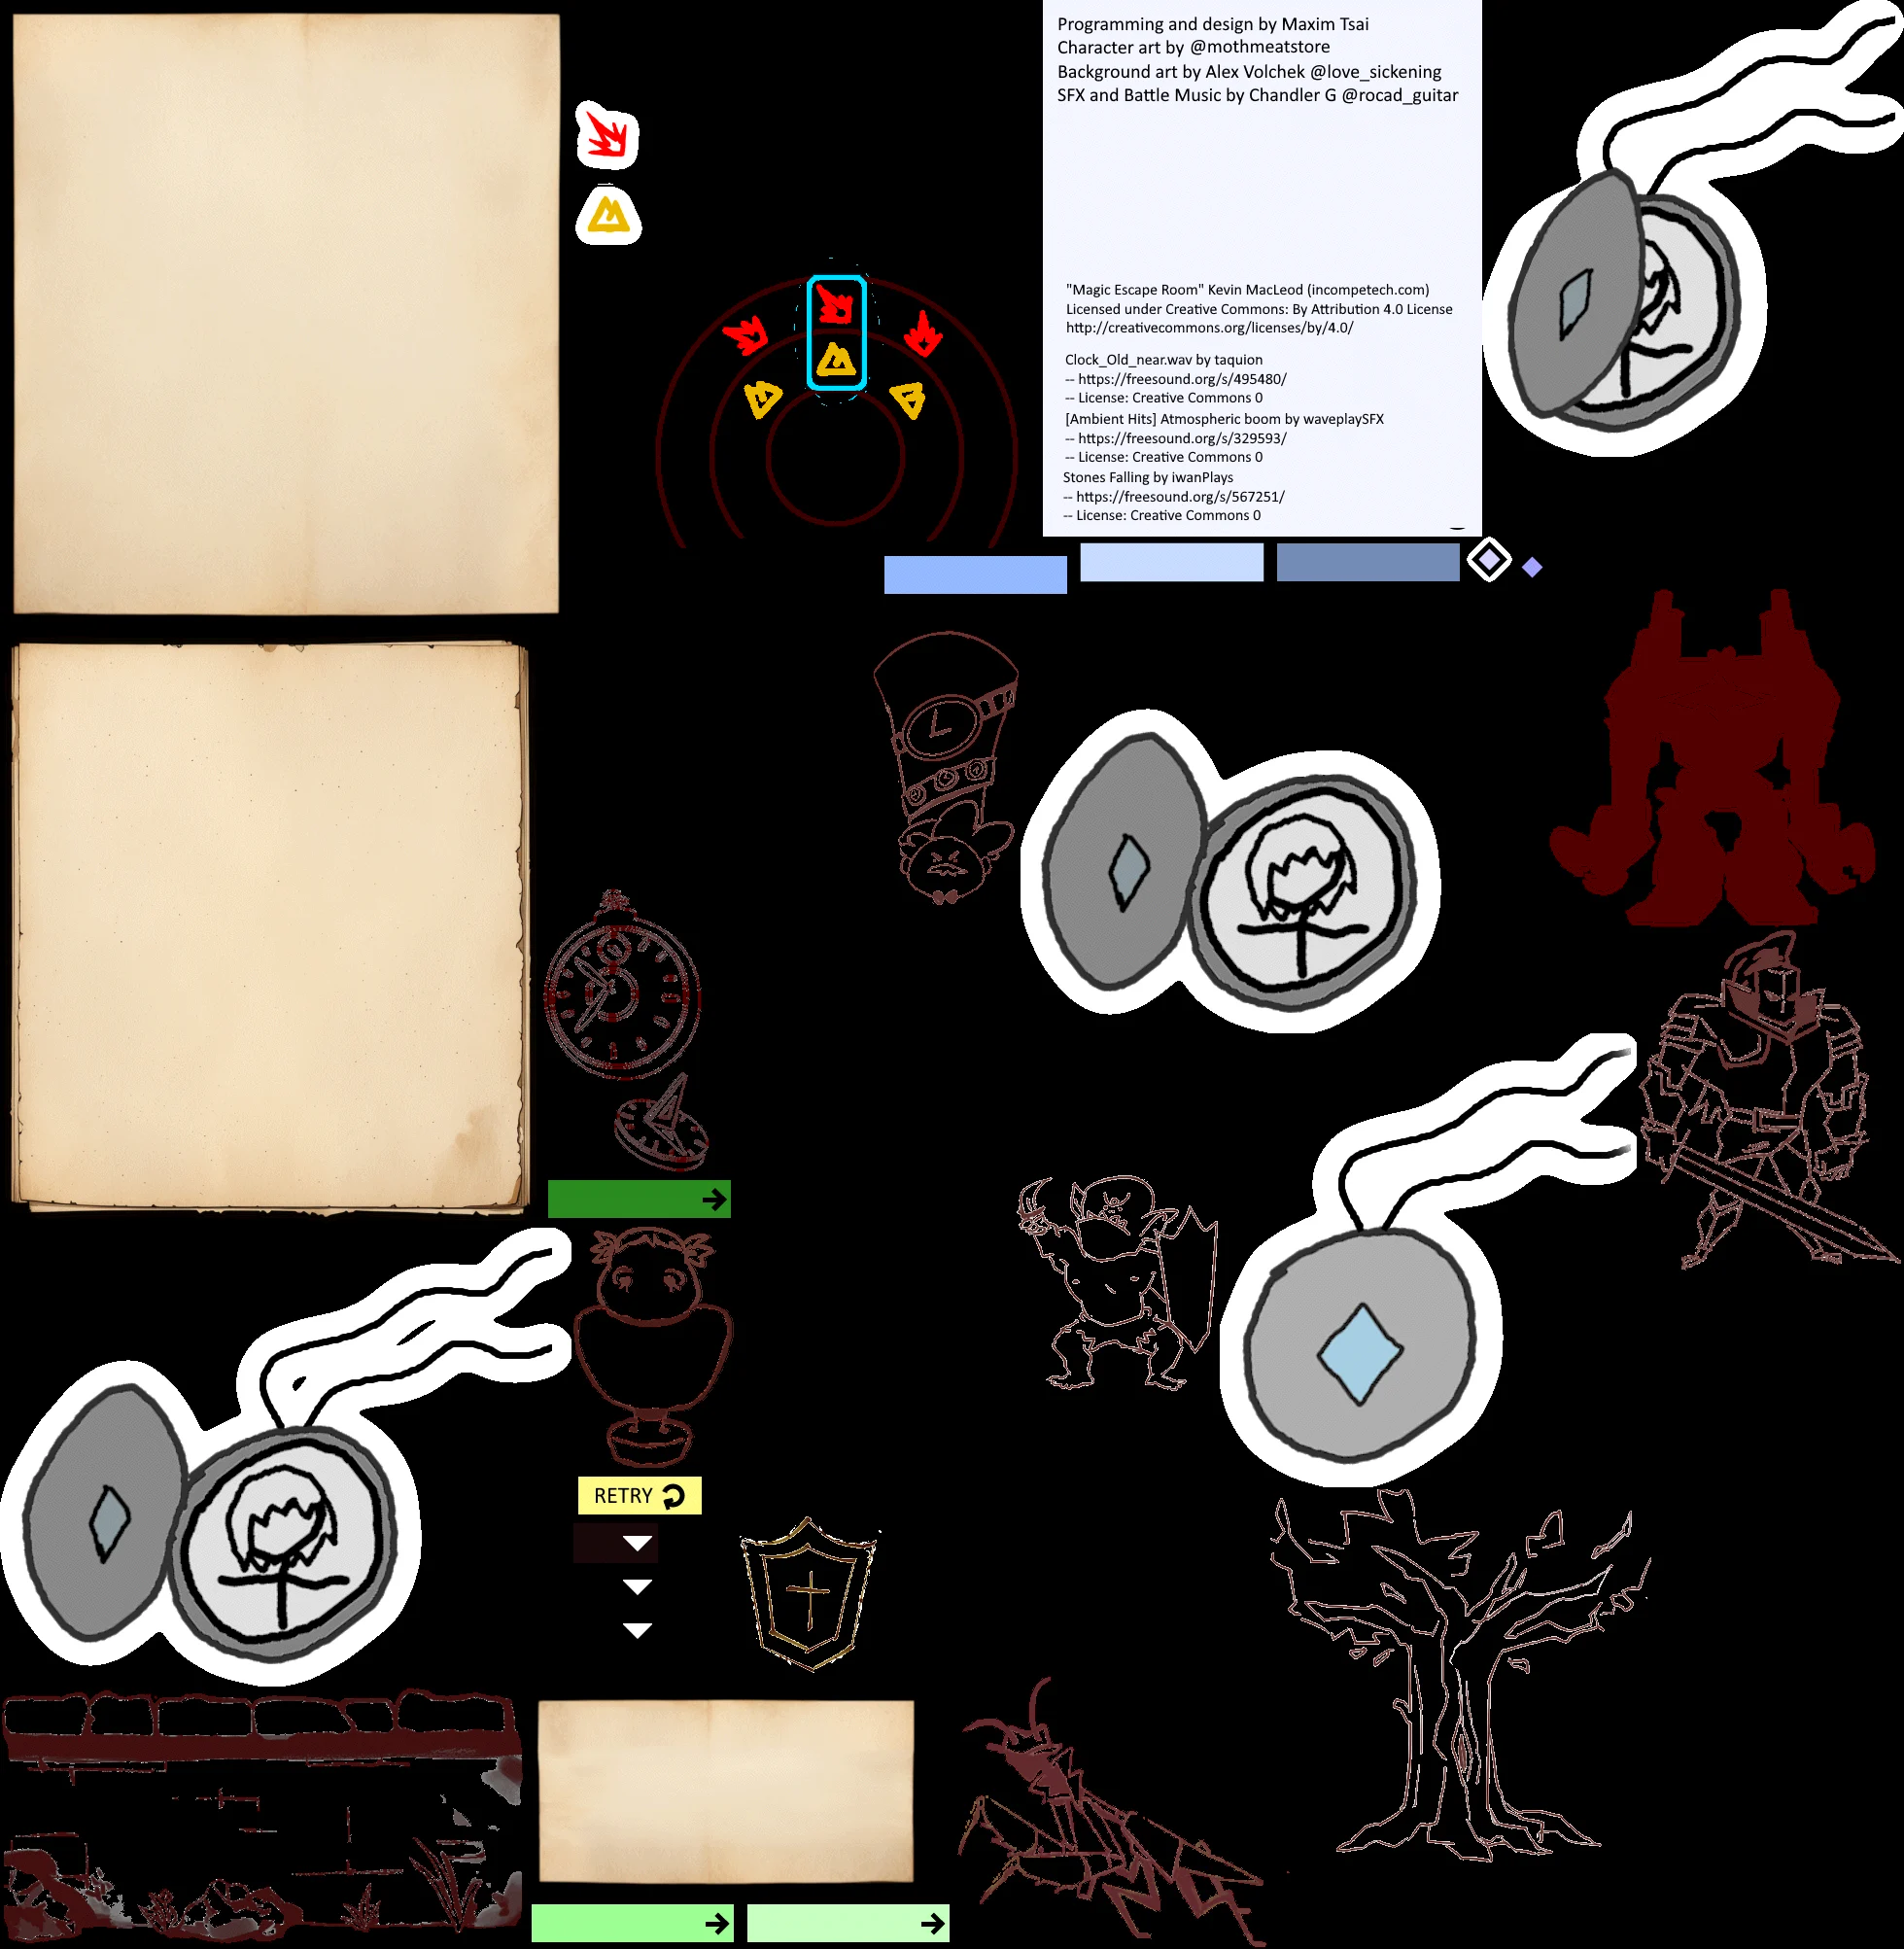 Programming and design by Maxim Tsai
Character art by @mothmeatstore
Background art by Alex Volchek @love_sickening
SFX and Battle Music by Chandler G @rocad_guitar
"Magic Escape Room" Kevin MacLeod (incompetech.com)
Licensed under Creative Commons: By Attribution 4.0 License
http://creativecommons.org/licenses/by/4.0/
Clock_Old_near.wav by taquion
-- https://freesound.org/s/495480/
-- License: Creative Commons 0
[Ambient Hits] Atmospheric boom by waveplaySFX
-- https://freesound.org/s/329593/
-- License: Creative Commons 0
Stones Falling by iwanPlays
-- https://freesound.org/s/567251/
-- License: Creative Commons 0
RETRY